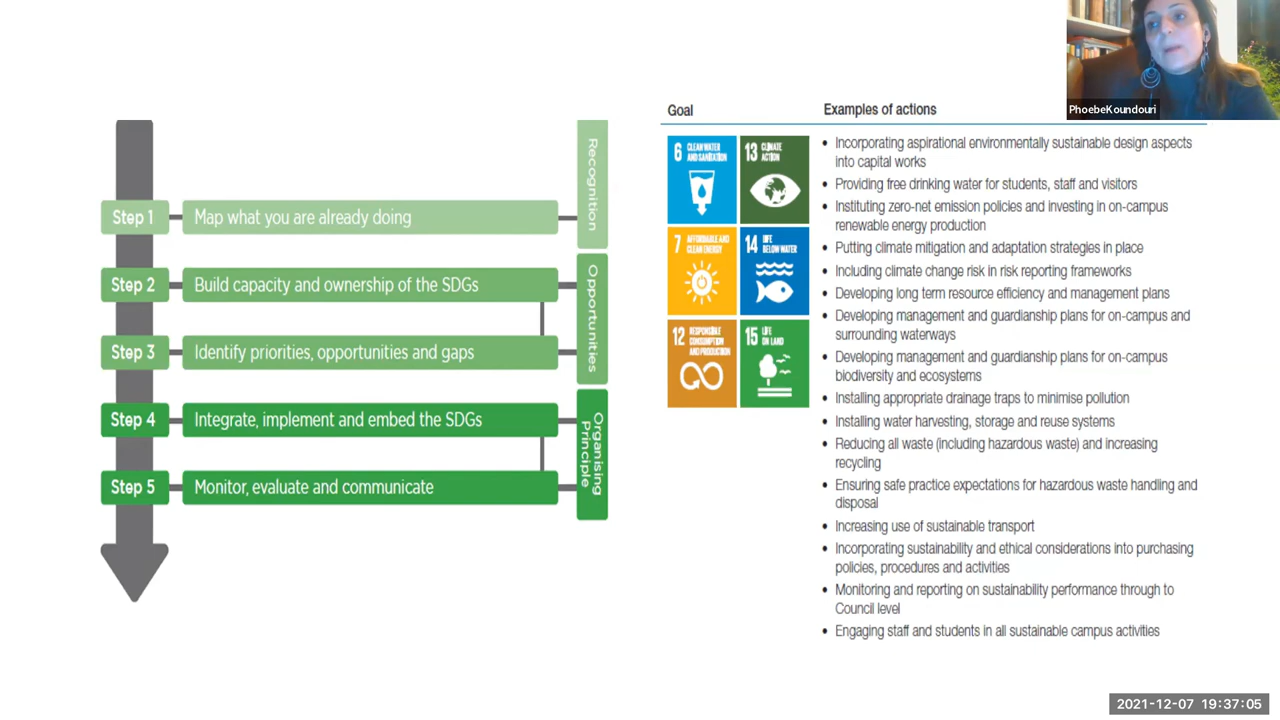 PhoebeKoundouri
Recognition
Step 1
Map what you are already doing
Opportunities
Step 2
Build capacity and ownership of the SDGs
Step 3
Identify priorities, opportunities and gaps
Organising
Principle
Step 4
Integrate, implement and embed the SDGs
Step 5
Monitor, evaluate and communicate
Goal
Examples of actions
6 CLEAN WATER
AND SANITATION
13 CLIMATE
ACTION
7 AFFORDABLE AND
CLEAN ENERGY
14 LIFE
BELOW WATER
12 RESPONSIBLE
CONSUMPTION
AND PRODUCTION
15 LIFE
ON LAND
• Incorporating aspirational environmentally sustainable design aspects
into capital works
• Providing free drinking water for students, staff and visitors
• Instituting zero-net emission policies and investing in on-campus
renewable energy production
• Putting climate mitigation and adaptation strategies in place
• Including climate change risk in risk reporting frameworks
• Developing long term resource efficiency and management plans
• Developing management and guardianship plans for on-campus and
surrounding waterways
• Developing management and guardianship plans for on-campus
biodiversity and ecosystems
• Installing appropriate drainage traps to minimise pollution
• Installing water harvesting, storage and reuse systems
• Reducing all waste (including hazardous waste) and increasing
recycling
• Ensuring safe practice expectations for hazardous waste handling and
disposal
• Increasing use of sustainable transport
• Incorporating sustainability and ethical considerations into purchasing
policies, procedures and activities
• Monitoring and reporting on sustainability performance through to
Council level
• Engaging staff and students in all sustainable campus activities
2021-12-07 19:37:05